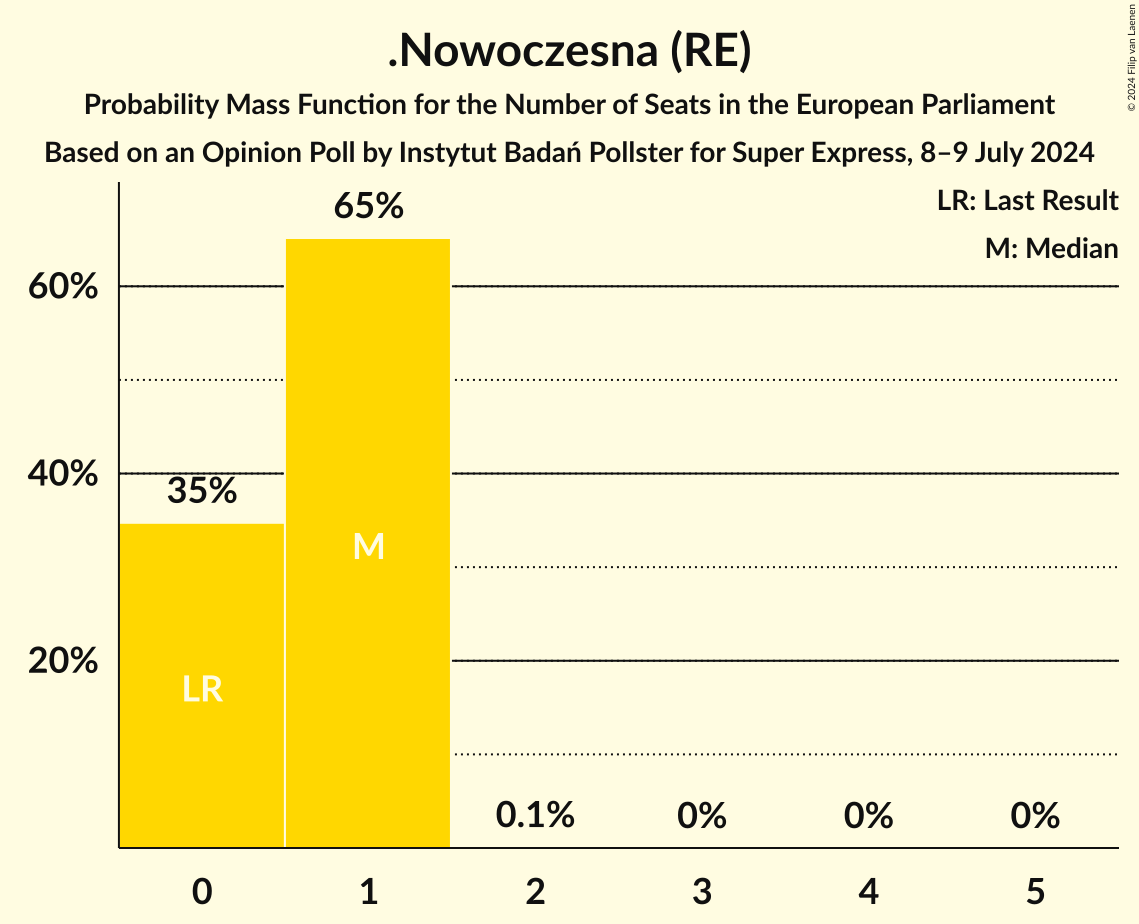 .Nowoczesna (RE)
Probability Mass Function for the Number of Seats in the European Parliament
Based on an Opinion Poll by Instytut Badań Pollster for Super Express, 8–9 July 2024
© 2024 Filip van Laenen
LR: Last Result
M: Median
65%
60%
40%
35%
M
20%
LR
0.1%
0%
0%
0%
0
1
2
3
4
5